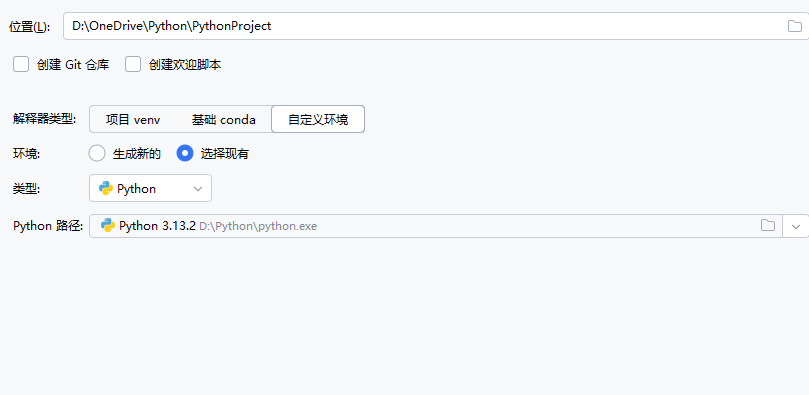 位置(L): D:\OneDrive\Python\PythonProject
创建 Git 仓库 创建欢迎脚本
解释器类型: 项目 venv 基础 conda 自定义环境
环境: 生成新的 选择现有
类型: Python
Python 路径: Python 3.13.2 D:\Python\python.exe